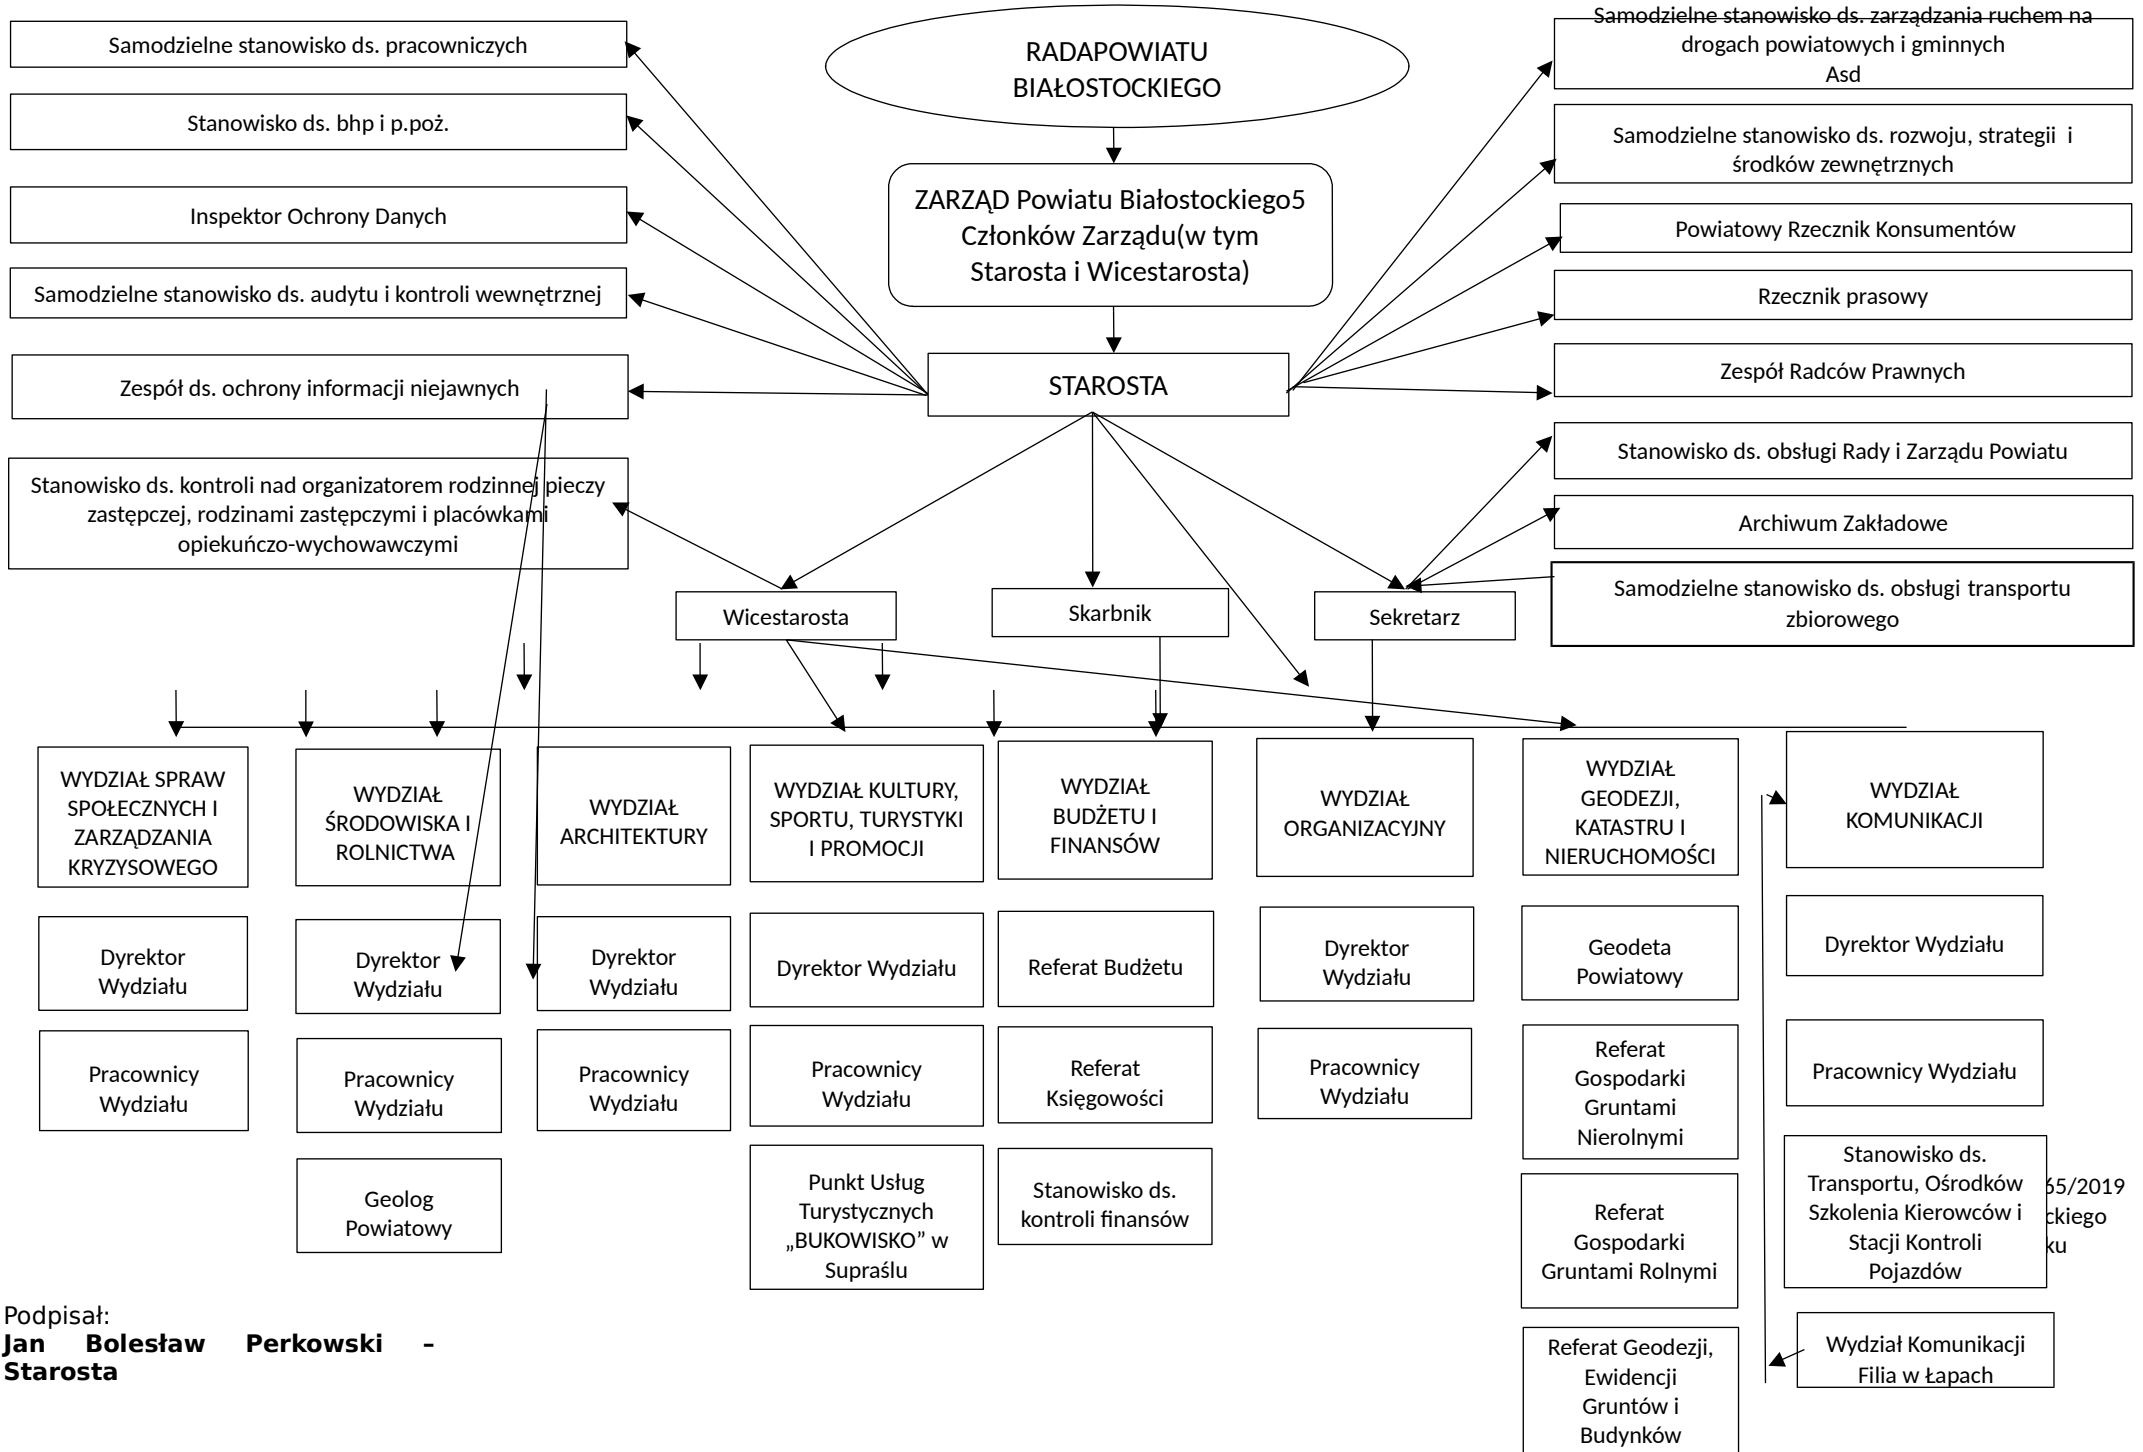 RADAPOWIATU
BIAŁOSTOCKIEGO
ZARZĄD Powiatu Białostockiego5
Członków Zarządu(w tym
Starosta i Wicestarosta)
STAROSTA
Samodzielne stanowisko ds. pracowniczych
Stanowisko ds. bhp i p.poż.
Inspektor Ochrony Danych
Samodzielne stanowisko ds. audytu i kontroli wewnętrznej
Zespół ds. ochrony informacji niejawnych
Stanowisko ds. kontroli nad organizatorem rodzinnej pieczy
zastępczej, rodzinami zastępczymi i placówkami
opiekuńczo-wychowawczymi
Samodzielne stanowisko ds. zarządzania ruchem na
drogach powiatowych i gminnych
Asd
Samodzielne stanowisko ds. rozwoju, strategii i
środków zewnętrznych
Powiatowy Rzecznik Konsumentów
Rzecznik prasowy
Zespół Radców Prawnych
Stanowisko ds. obsługi Rady i Zarządu Powiatu
Archiwum Zakładowe
Samodzielne stanowisko ds. obsługi transportu
zbiorowego
Wicestarosta
Skarbnik
Sekretarz
WYDZIAŁ SPRAW
SPOŁECZNYCH I
ZARZĄDZANIA
KRYZYSOWEGO
Dyrektor
Wydziału
Pracownicy
Wydziału
WYDZIAŁ
ŚRODOWISKA I
ROLNICTWA
Dyrektor
Wydziału
Pracownicy
Wydziału
Geolog
Powiatowy
WYDZIAŁ
ARCHITEKTURY
Dyrektor
Wydziału
Pracownicy
Wydziału
WYDZIAŁ KULTURY,
SPORTU, TURYSTYKI
I PROMOCJI
Dyrektor Wydziału
Pracownicy
Wydziału
Punkt Usług
Turystycznych
„BUKOWISKO” w
Supraślu
WYDZIAŁ
BUDŻETU I
FINANSÓW
Referat Budżetu
Referat
Księgowości
Stanowisko ds.
kontroli finansów
WYDZIAŁ
ORGANIZACYJNY
Dyrektor
Wydziału
Pracownicy
Wydziału
WYDZIAŁ
GEODEZJI,
KATASTRU I
NIERUCHOMOŚCI
Geodeta
Powiatowy
Referat
Gospodarki
Gruntami
Nierolnymi
Referat
Gospodarki
Gruntami Rolnymi
Referat Geodezji,
Ewidencji
Gruntów i
Budynków
WYDZIAŁ
KOMUNIKACJI
Dyrektor Wydziału
Pracownicy Wydziału
Stanowisko ds.
Transportu, Ośrodków
Szkolenia Kierowców i
Stacji Kontroli
Pojazdów
Wydział Komunikacji
Filia w Łapach
65/2019
ckiego
ku
Podpisał:
Jan Bolesław Perkowski –
Starosta